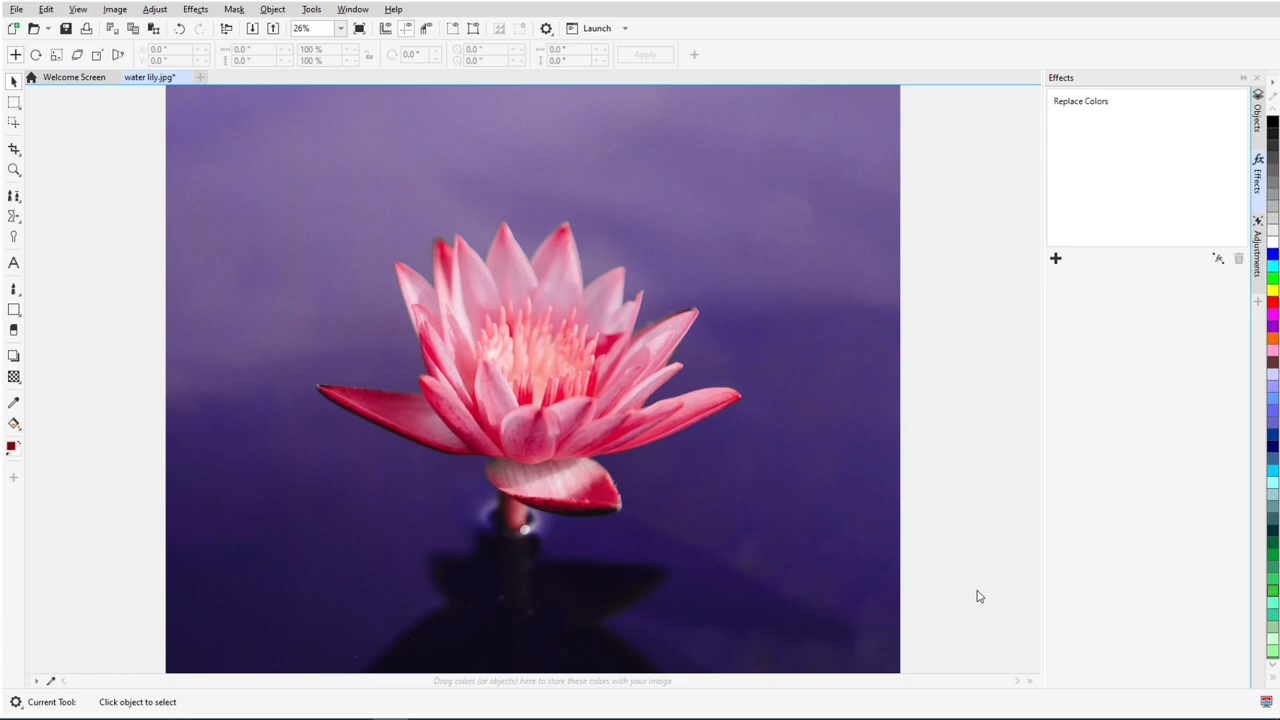 File Edit View Image Adjust Effects Mask Object Tools Window Help
26% Launch
X: 0.0 " 0.0 " 100 % 0.0 ° 0.0 " 0.0 " Apply
Y: 0.0 " 0.0 " 100 % 0.0 " 0.0 "
Welcome Screen water lily.jpg*
Effects
Replace Colors
Objects
Effects
Adjustments
A
Drag colors (or objects) here to store these colors with your image
Current Tool: Click object to select